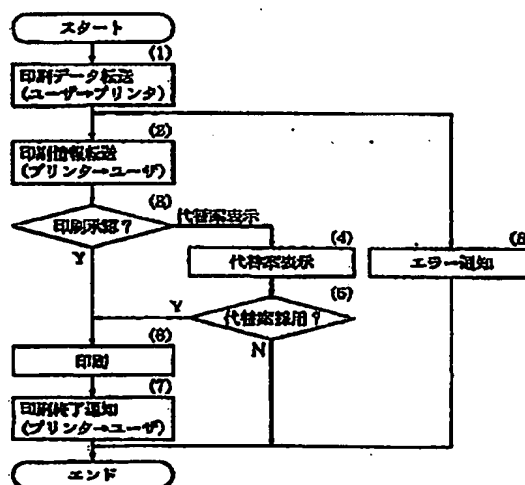 スタート
(1)
印刷データ転送
(ユーザ→プリンタ)
(2)
印刷情報転送
(プリンタ→ユーザ)
(3)
印刷承認？
代替案表示
Y
(4)
代替案表示
(8)
エラー通知
(5)
代替案採用？
Y
N
(6)
印刷
(7)
印刷終了通知
(プリンタ→ユーザ)
エンド